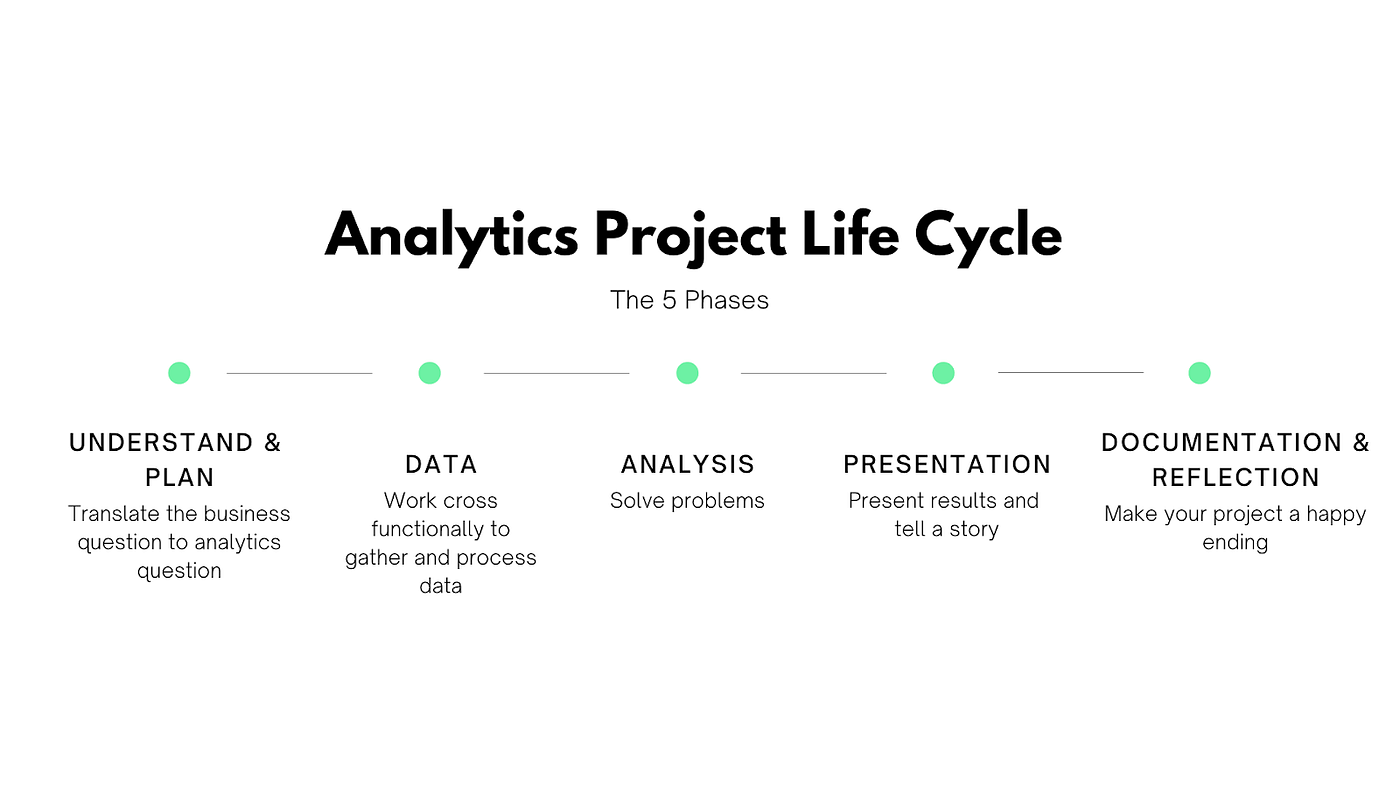 Analytics Project Life Cycle
The 5 Phases
UNDERSTAND &
PLAN
Translate the business
question to analytics
question
DATA
Work cross
functionally to
gather and process
data
ANALYSIS
Solve problems
PRESENTATION
Present results and
tell a story
DOCUMENTATION &
REFLECTION
Make your project a happy
ending